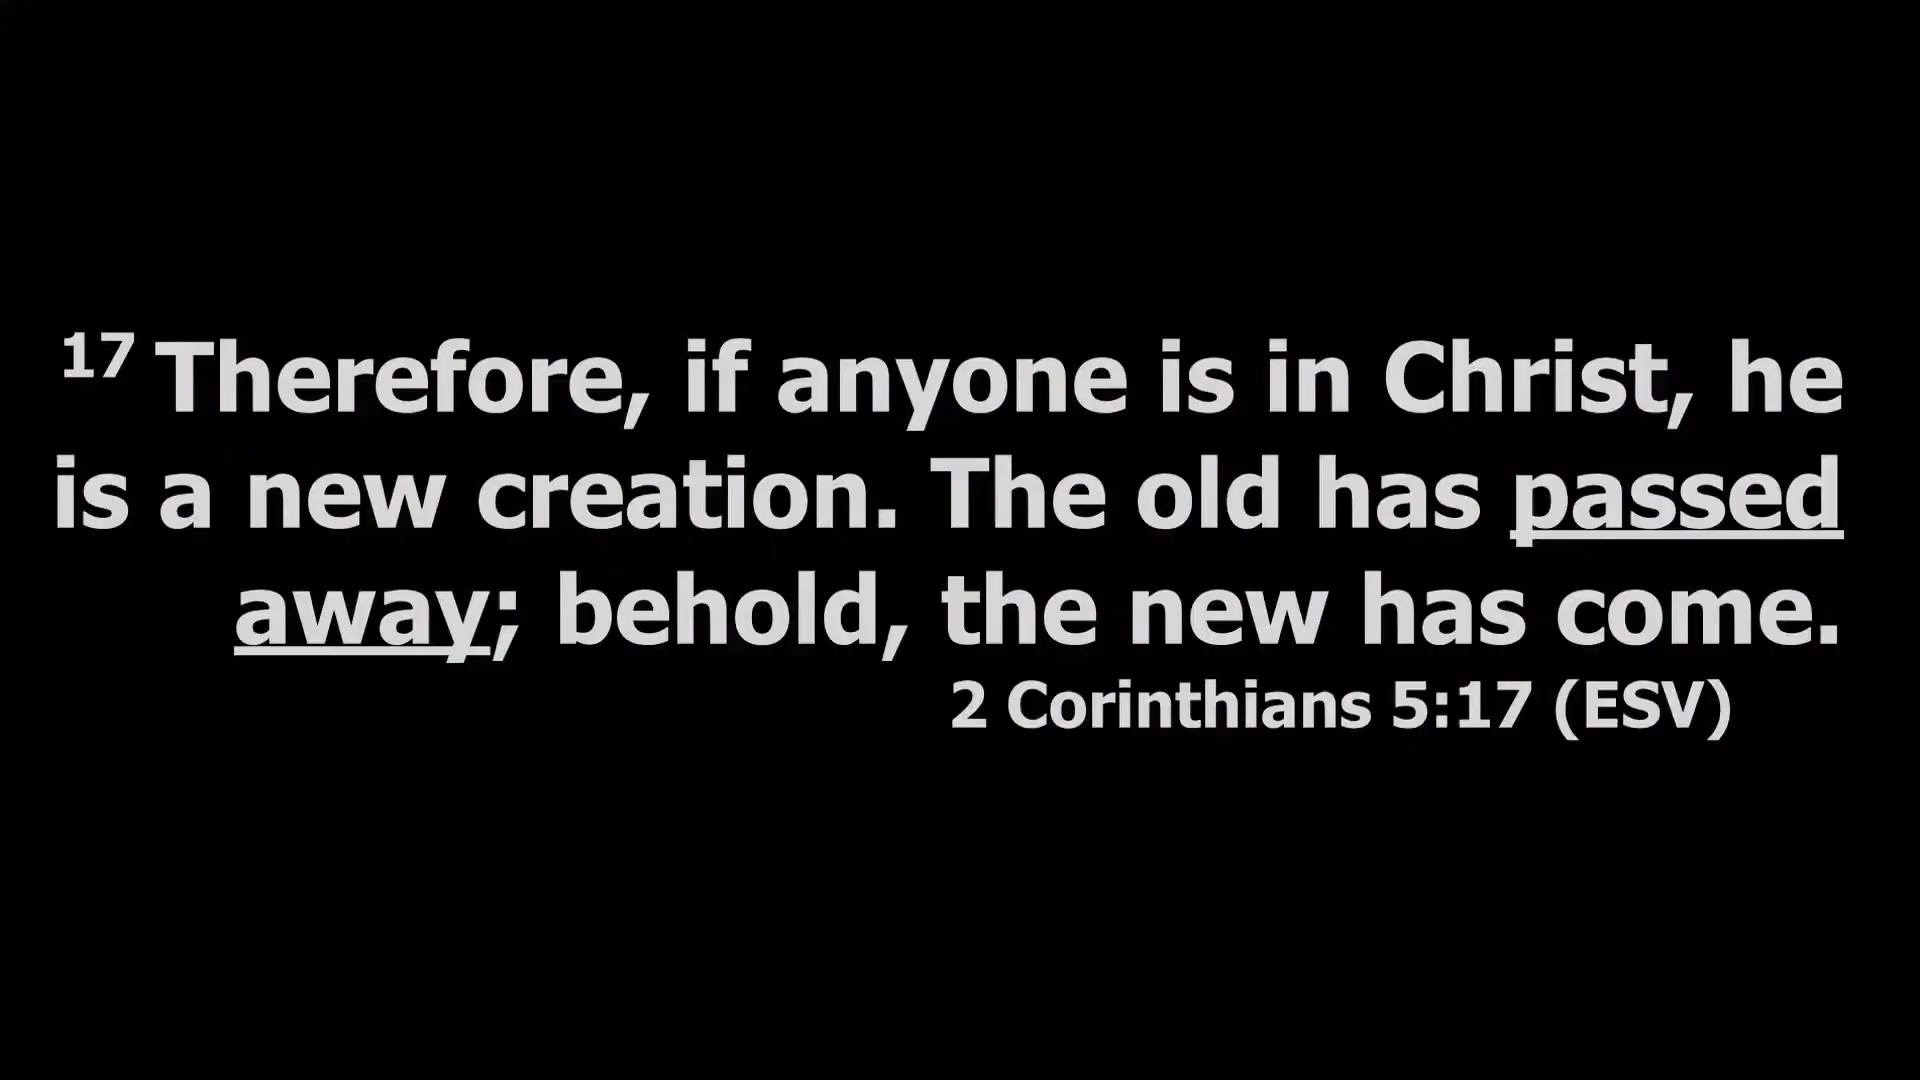 17 Therefore, if anyone is in Christ, he
is a new creation. The old has passed
away; behold, the new has come.
2 Corinthians 5:17 (ESV)